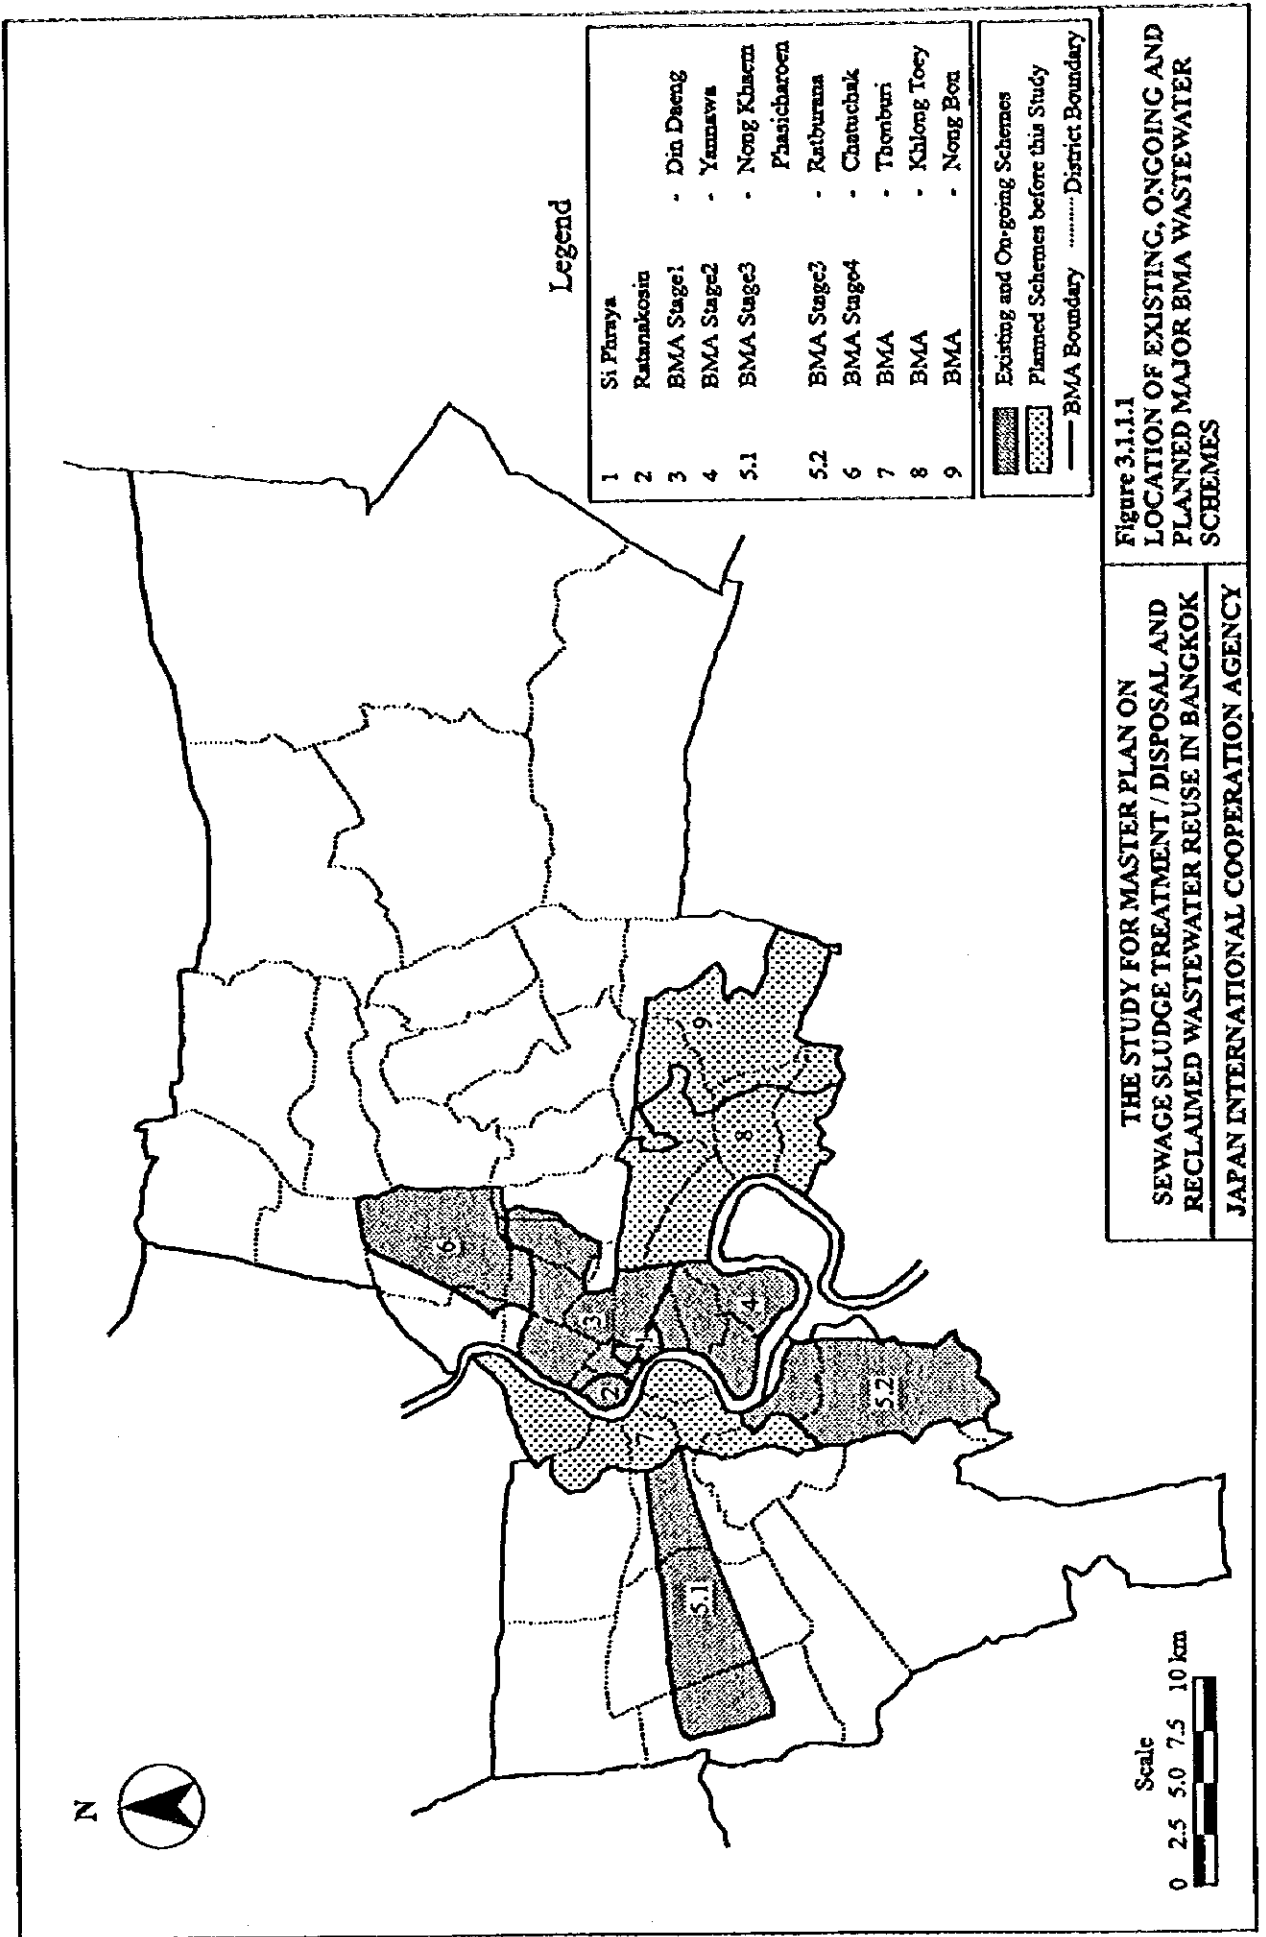 N
6
3
1
2
4
7
8
9
5.1
5.2
Scale
0 2.5 5.0 7.5 10 km
Legend
1 Si Phraya
2 Ratanakosin
3 BMA Stage1 - Din Daeng
4 BMA Stage2 - Yannawa
5.1 BMA Stage3 - Nong Khaem
Phasicharoen
5.2 BMA Stage3 - Ratburana
6 BMA Stage4 - Chatuchak
7 BMA - Thonburi
8 BMA - Khlong Toey
9 BMA - Nong Bon
Existing and On-going Schemes
Planned Schemes before this Study
BMA Boundary District Boundary
THE STUDY FOR MASTER PLAN ON
SEWAGE SLUDGE TREATMENT / DISPOSAL AND
RECLAIMED WASTEWATER REUSE IN BANGKOK
JAPAN INTERNATIONAL COOPERATION AGENCY
Figure 3.1.1.1
LOCATION OF EXISTING, ONGOING AND
PLANNED MAJOR BMA WASTEWATER
SCHEMES